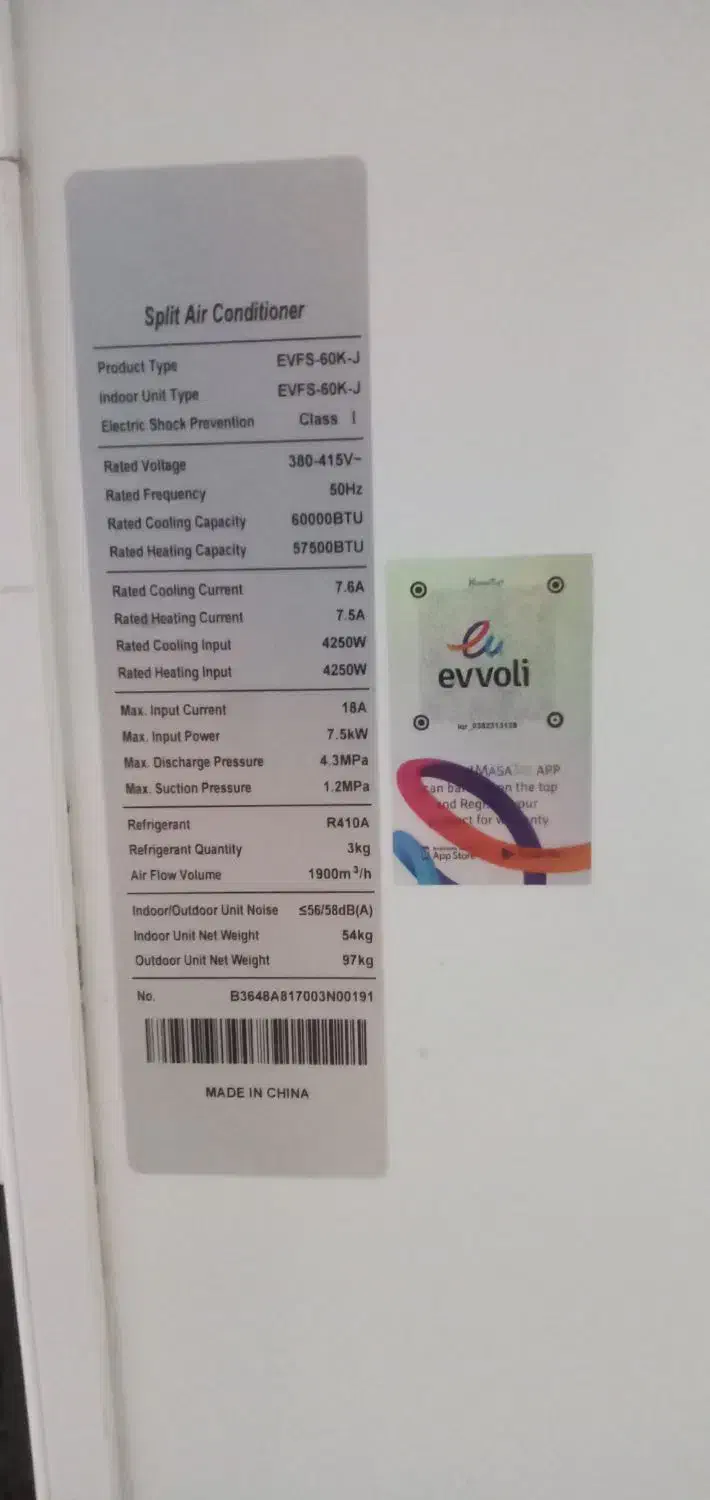 Split Air Conditioner
Product Type EVFS-60K-J
Indoor Unit Type EVFS-60K-J
Electric Shock Prevention Class I
Rated Voltage 380-415V~
Rated Frequency 50Hz
Rated Cooling Capacity 60000BTU
Rated Heating Capacity 57500BTU
Rated Cooling Current 7.6A
Rated Heating Current 7.5A
Rated Cooling Input 4250W
Rated Heating Input 4250W
Max. Input Current 18A
Max. Input Power 7.5kW
Max. Discharge Pressure 4.3MPa
Max. Suction Pressure 1.2MPa
Refrigerant R410A
Refrigerant Quantity 3kg
Air Flow Volume 1900m³/h
Indoor/Outdoor Unit Noise ≤56/58dB(A)
Indoor Unit Net Weight 54kg
Outdoor Unit Net Weight 97kg
No. B3648A817003N00191
MADE IN CHINA
evvoli
APP
on the top
and
for
App Store